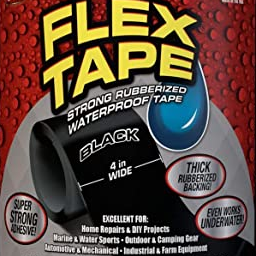 FLEX
TAPE
STRONG RUBBERIZED
WATERPROOF TAPE
BLACK
4 in
WIDE
THICK
RUBBERIZED
BACKING!
SUPER
STRONG
ADHESIVE!
EVEN WORKS
UNDERWATER!
EXCELLENT FOR:
Home Repairs & DIY Projects
Marine & Water Sports • Outdoor & Camping Gear
Automotive & Mechanical • Industrial & Farm Equipment